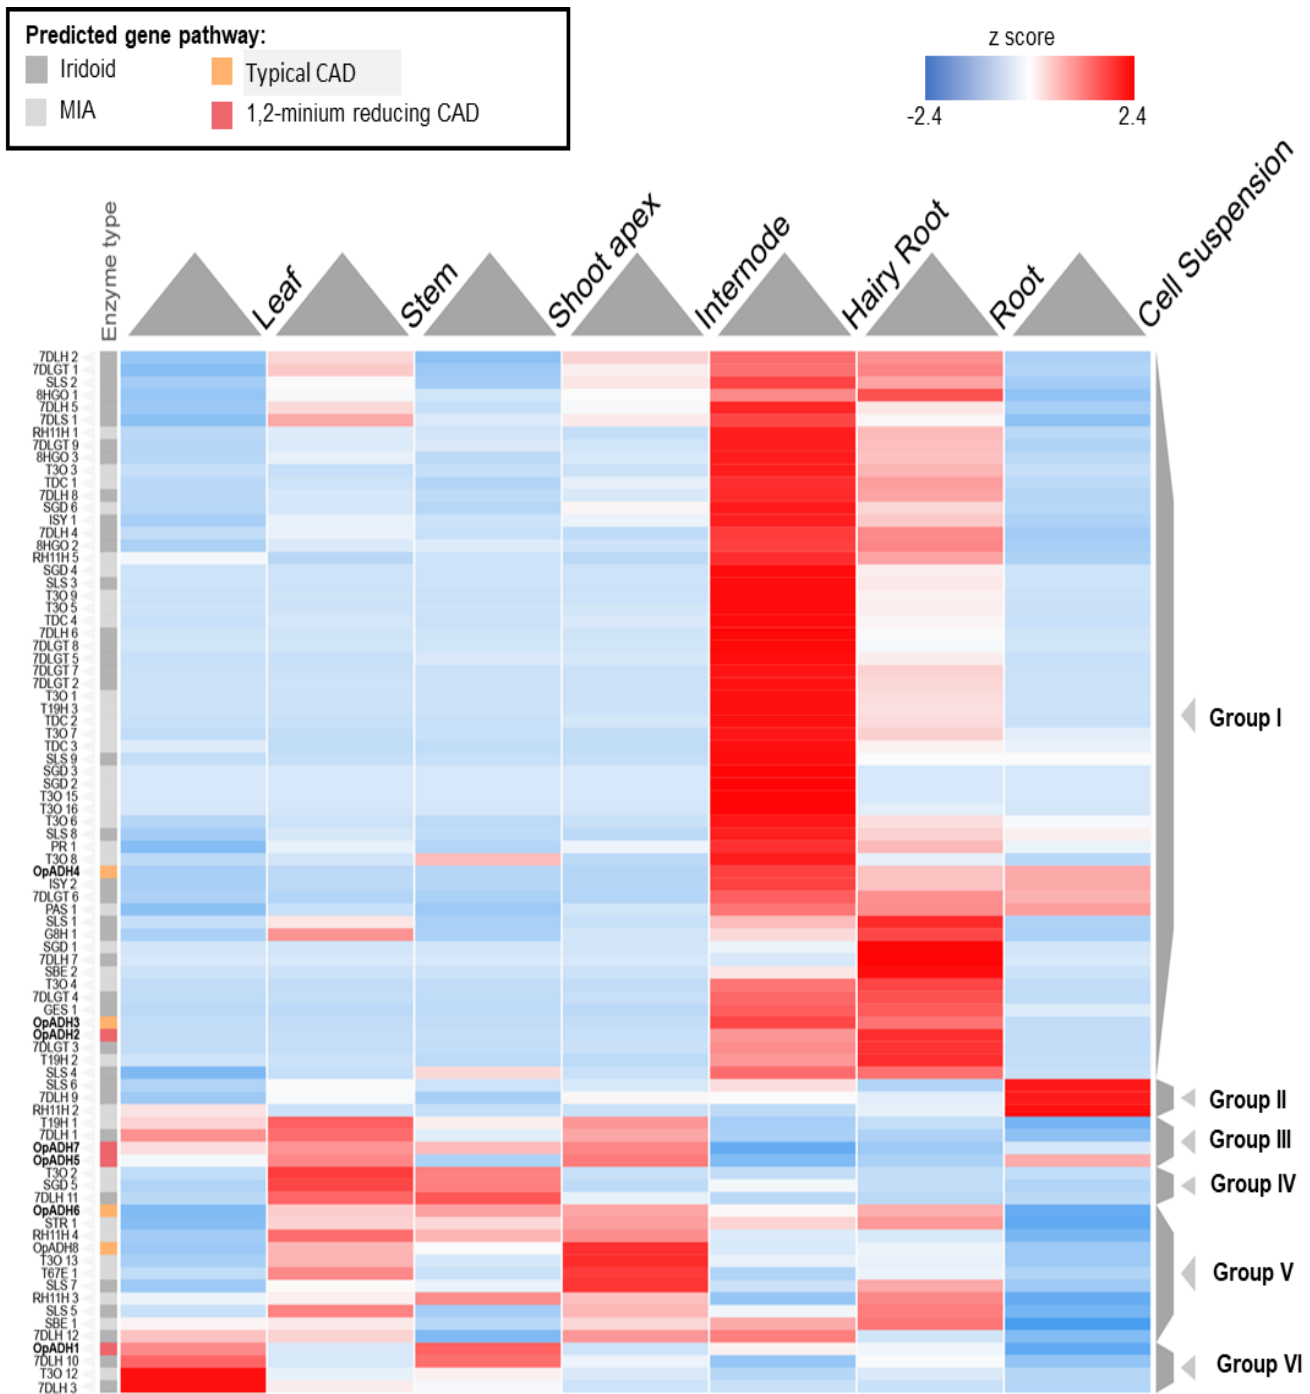 Predicted gene pathway:
Iridoid
Typical CAD
MIA
1,2-minium reducing CAD
z score
-2.4
2.4
Enzyme type
Leaf
Stem
Shoot apex
Internode
Hairy Root
Root
Cell Suspension
7DLH 2
7DLGT 1
SLS 2
8HGO 1
7DLH 5
7DLS 1
RH11H 1
7DLGT 9
8HGO 3
T3O 3
TDC 1
7DLH 8
SGD 6
ISY 1
7DLH 4
8HGO 2
RH11H 5
SGD 4
SLS 3
T3O 9
T3O 5
TDC 4
7DLH 6
7DLGT 8
7DLGT 5
7DLGT 7
7DLGT 2
T3O 1
T19H 3
TDC 2
T3O 7
TDC 3
SLS 9
SGD 3
SGD 2
T3O 15
T3O 16
T3O 6
SLS 8
PR 1
T3O 8
OpADH4
ISY 2
7DLGT 6
PAS 1
SLS 1
G8H 1
SGD 1
7DLH 7
SBE 2
T3O 4
7DLGT 4
GES 1
OpADH3
OpADH2
7DLGT 3
T19H 2
SLS 4
SLS 6
7DLH 9
RH11H 2
T19H 1
7DLH 1
OpADH7
OpADH5
T3O 2
SGD 5
7DLH 11
OpADH6
STR 1
RH11H 4
OpADH8
T3O 13
T67E 1
SLS 7
RH11H 3
SLS 5
SBE 1
7DLH 12
OpADH1
7DLH 10
T3O 12
7DLH 3
Group I
Group II
Group III
Group IV
Group V
Group VI